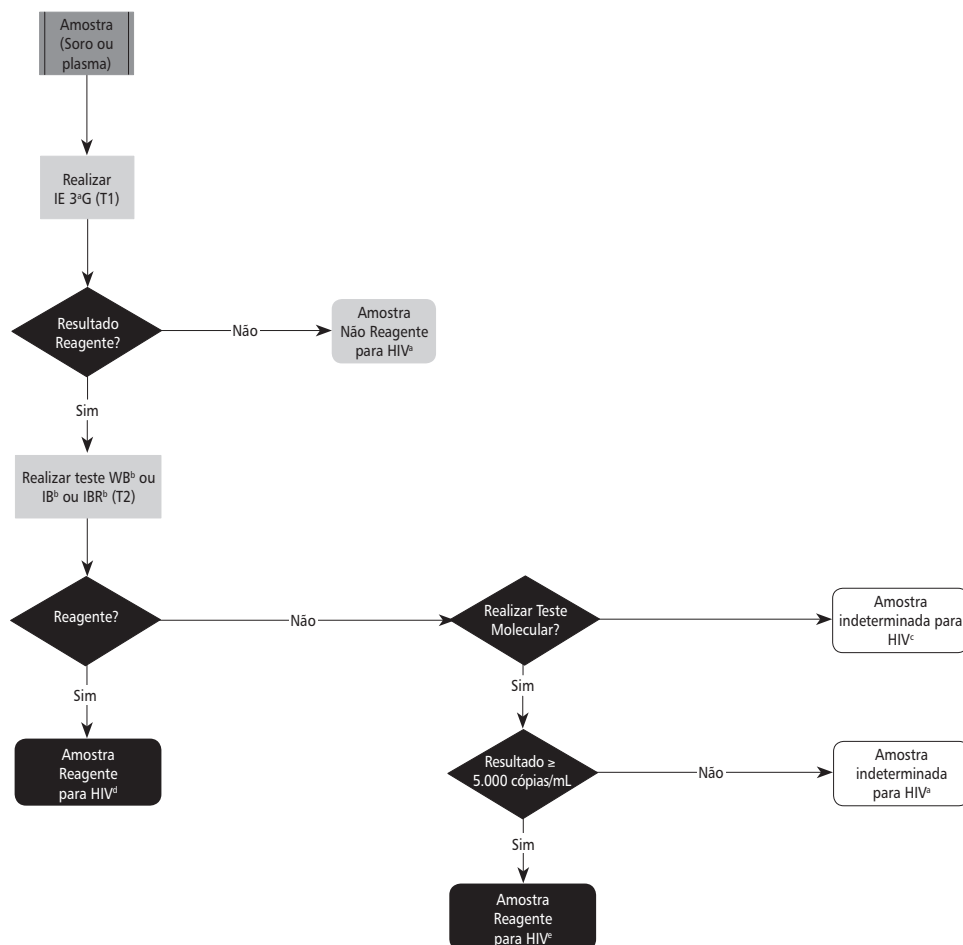 Amostra
(Soro ou
plasma)
Realizar
IE 3ªG (T1)
Resultado
Reagente?
Não
Amostra
Não Reagente
para HIVᵃ
Sim
Realizar teste WBᵇ ou
IBᵇ ou IBRᵇ (T2)
Reagente?
Não
Realizar Teste
Molecular?
Amostra
indeterminada para
HIVᶜ
Sim
Sim
Amostra
Reagente
para HIVᵈ
Resultado ≥
5.000 cópias/mL
Não
Amostra
indeterminada
para HIVᵃ
Sim
Amostra
Reagente
para HIVᵉ